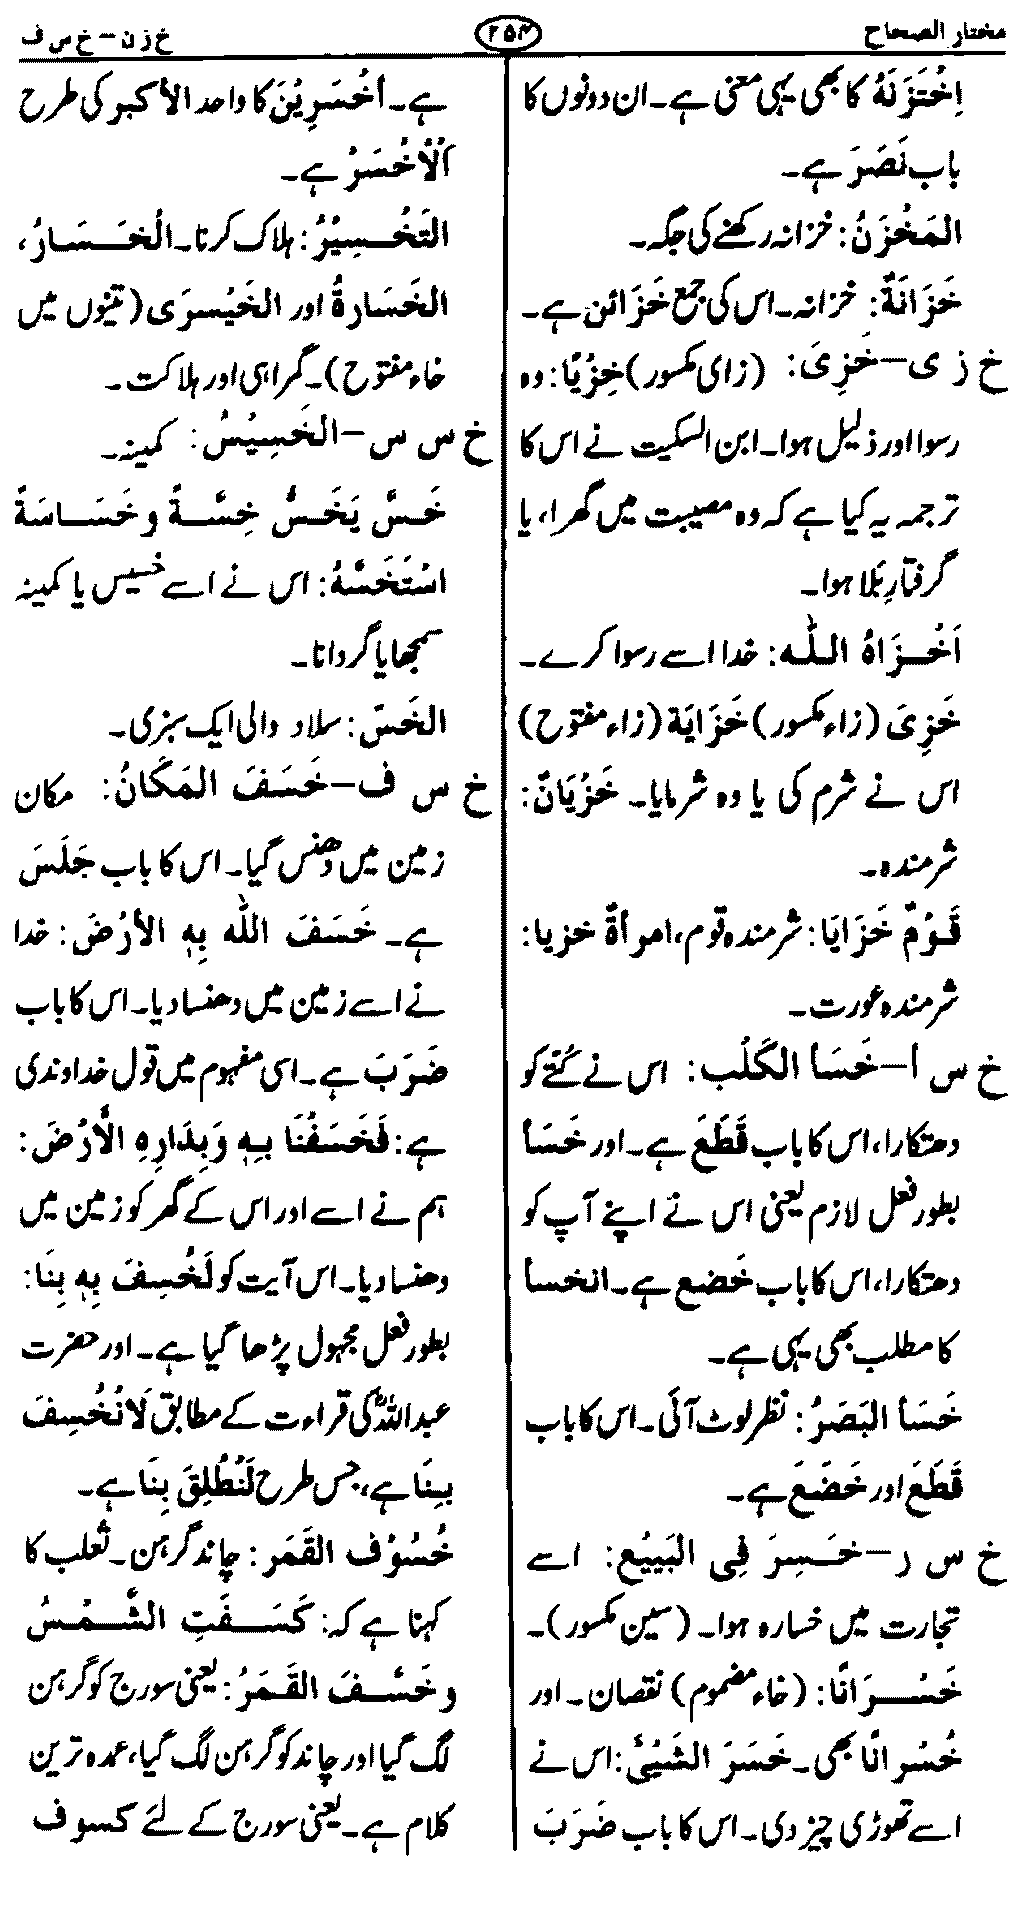 مختار الصحاح
۲۵۴
خ ز ن – خ س ف
اِخْتَزَنَهُ کا بھی یہی معنی ہے۔ ان دونوں کا
باب نَصَرَ ہے۔
المَخْزَنُ: خزانہ رکھنے کی جگہ۔
خَزَانَةٌ: خزانہ۔ اس کی جمع خَزَائن ہے۔
خ ز ی – خَزِیَ: (زای مکسور) خِزْیًا: وہ
رسوا اور ذلیل ہوا۔ ابن السکیت نے اس کا
ترجمہ یہ کیا ہے کہ وہ مصیبت میں گھرا، یا
گرفتارِ بَلا ہوا۔
اَخْزَاهُ اللّٰه: خدا اسے رسوا کرے۔
خَزِیَ (زاء مکسور) خَزَایَة (زاء مفتوح)
اس نے شرم کی یا وہ شرمایا۔ خَزْیَانٌ:
شرمندہ۔
قَوْمٌ خَزَایَا: شرمندہ قوم، امرأةٌ خزیا:
شرمندہ عورت۔
خ س أ – خَسَأ الکَلْب: اس نے کُتّے کو
دھتکارا، اس کا باب قَطَعَ ہے۔ اور خَسَأ
بطور فعل لازم یعنی اس نے اپنے آپ کو
دھتکارا، اس کا باب خَضع ہے۔ انخسأ
کا مطلب بھی یہی ہے۔
خَسَأ البَصَرُ: نظر لوٹ آئی۔ اس کا باب
قَطَعَ اور خَضَعَ ہے۔
خ س ر – خَسِرَ فِی الْبَیْع: اسے
تجارت میں خسارہ ہوا۔ (سین مکسور)۔
خُسْرَانًا: (خاء مضموم) نقصان۔ اور
خُسْرانًا بھی۔ خَسَرَ الشَیْئَ: اس نے
اسے تھوڑی چیز دی۔ اس کا باب ضَرَبَ
ہے۔ أخْسَرِیْنَ کا واحد الأکبر کی طرح
اَلْأَخْسَرُ ہے۔
التَخْسِیْرُ: ہلاک کرنا۔ الْخَسَارُ،
الخَسَارَةُ اور الخَیْسرَی (تینوں میں
خاء مفتوح)۔ گمراہی اور ہلاکت۔
خ س س – الخَسِیْسُ: کمینہ۔
خَسَّ یَخَسُّ خِسَّةً و خَسَاسَةً
اسْتَخَسَّهُ: اس نے اسے خسیس یا کمینہ
سمجھا یا گردانا۔
الخَسّ: سلاد والی ایک سبزی۔
خ س ف – خَسَفَ المَکَانُ: مکان
زمین میں دھنس گیا۔ اس کا باب جَلَسَ
ہے۔ خَسَفَ اللّٰه بِهٖ الأرْضَ: خدا
نے اسے زمین میں دھنسا دیا۔ اس کا باب
ضَرَبَ ہے۔ اسی مفہوم میں قول خداوندی
ہے: فَخَسَفْنَا بِهٖ وَبِدَارِهِ الْأَرْضَ:
ہم نے اسے اور اس کے گھر کو زمین میں
دھنسا دیا۔ اس آیت کو لَخُسِفَ بِهٖ بِنَا:
بطور فعل مجہول پڑھا گیا ہے۔ اور حضرت
عبداللہؓ کی قراءت کے مطابق لَانْخُسِفَ
بِنَا ہے، جس طرح لَنْطُلِقَ بِنَا ہے۔
خُسُوْف القَمَر: چاند گرہن۔ ثعلب کا
کہنا ہے کہ: کَسَفَتِ الشَّمْسُ
و خَسَفَ القَمَرُ: یعنی سورج کو گرہن
لگ گیا اور چاند کو گرہن لگ گیا، عمدہ ترین
کلام ہے۔ یعنی سورج کے لئے کسوف